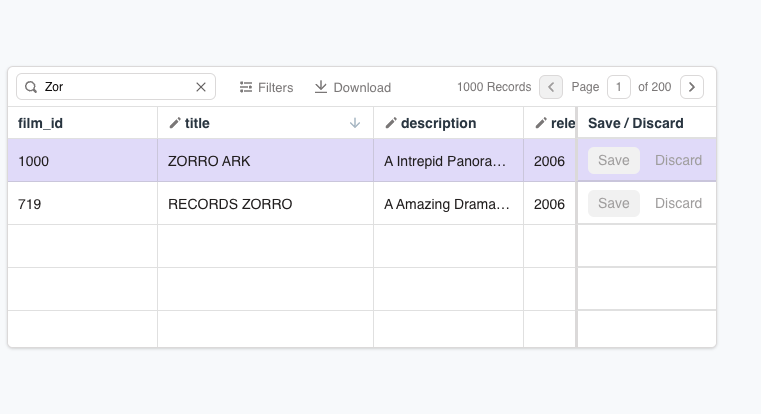 Zor Filters Download 1000 Records Page 1 of 200
film_id title description rele Save / Discard
1000 ZORRO ARK A Intrepid Panora... 2006 Save Discard
719 RECORDS ZORRO A Amazing Drama... 2006 Save Discard